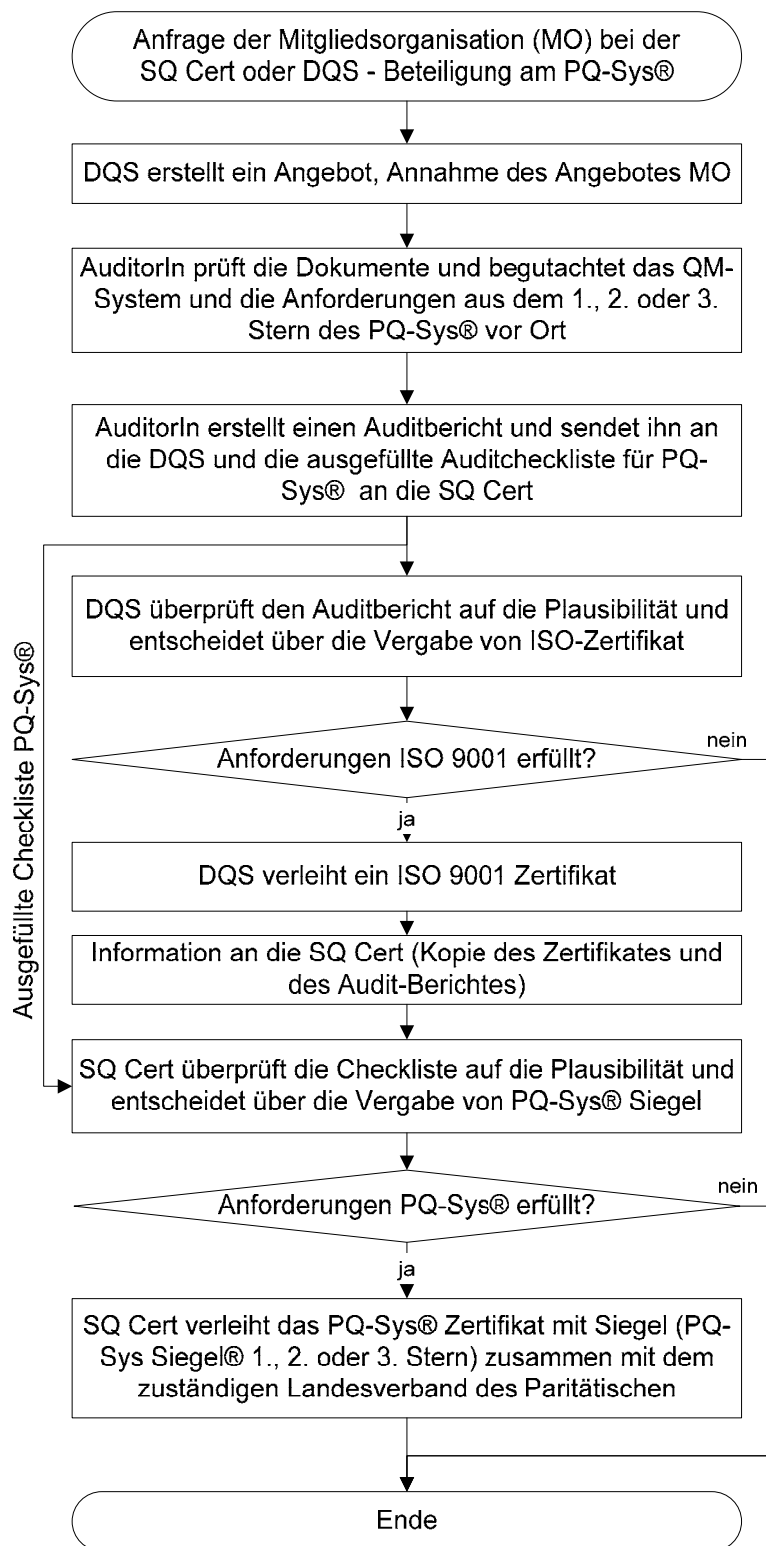 Anfrage der Mitgliedsorganisation (MO) bei der
SQ Cert oder DQS - Beteiligung am PQ-Sys®
DQS erstellt ein Angebot, Annahme des Angebotes MO
AuditorIn prüft die Dokumente und begutachtet das QM-
System und die Anforderungen aus dem 1., 2. oder 3.
Stern des PQ-Sys® vor Ort
AuditorIn erstellt einen Auditbericht und sendet ihn an
die DQS und die ausgefüllte Auditcheckliste für PQ-
Sys® an die SQ Cert
Ausgefüllte Checkliste PQ-Sys®
DQS überprüft den Auditbericht auf die Plausibilität und
entscheidet über die Vergabe von ISO-Zertifikat
Anforderungen ISO 9001 erfüllt?
nein
ja
DQS verleiht ein ISO 9001 Zertifikat
Information an die SQ Cert (Kopie des Zertifikates und
des Audit-Berichtes)
SQ Cert überprüft die Checkliste auf die Plausibilität und
entscheidet über die Vergabe von PQ-Sys® Siegel
Anforderungen PQ-Sys® erfüllt?
nein
ja
SQ Cert verleiht das PQ-Sys® Zertifikat mit Siegel (PQ-
Sys Siegel® 1., 2. oder 3. Stern) zusammen mit dem
zuständigen Landesverband des Paritätischen
Ende